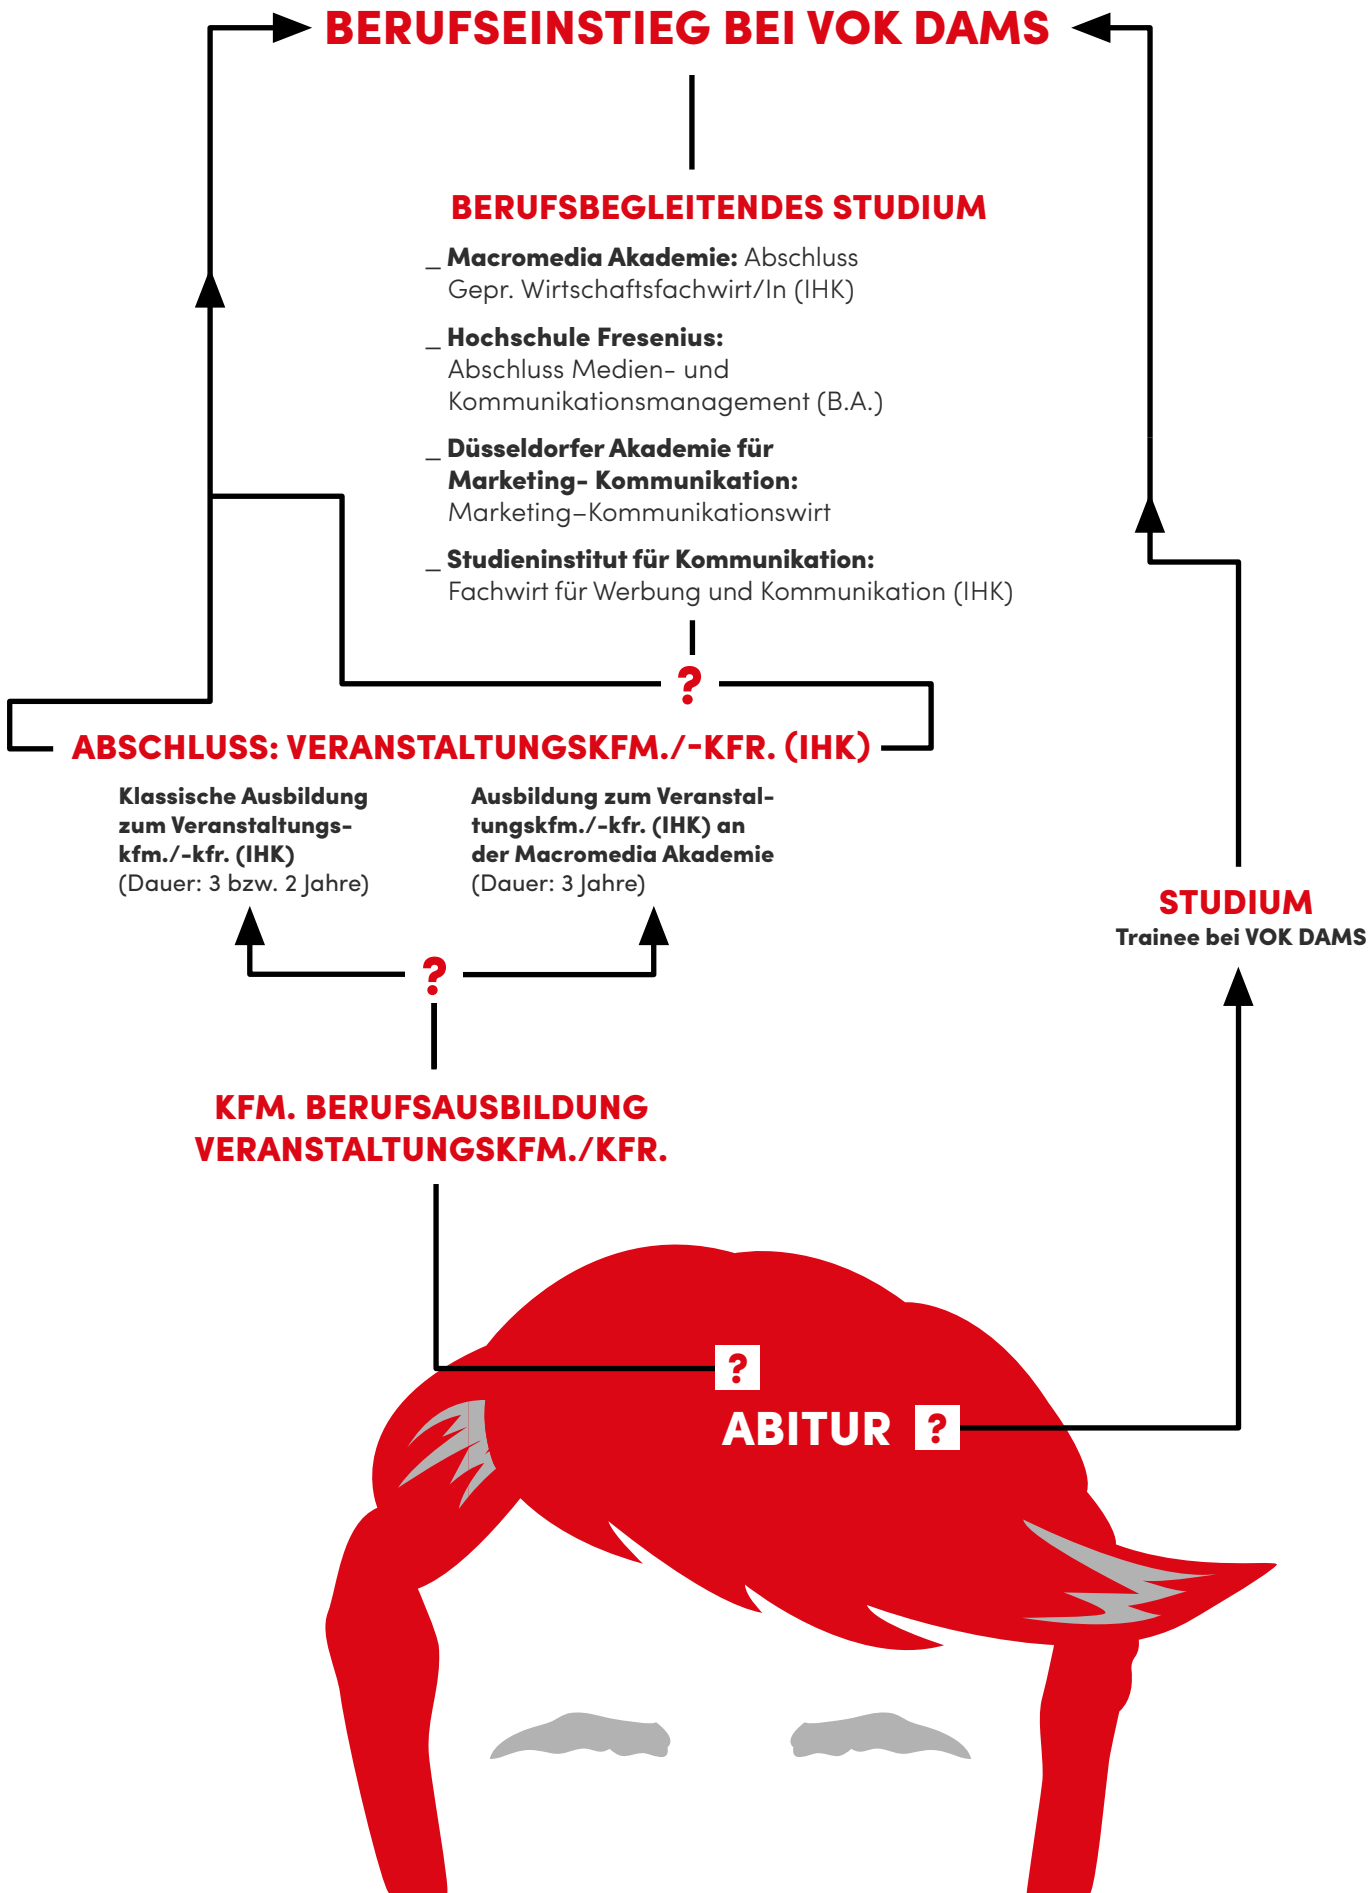 BERUFSEINSTIEG BEI VOK DAMS
BERUFSBEGLEITENDES STUDIUM
_ Macromedia Akademie: Abschluss
Gepr. Wirtschaftsfachwirt/In (IHK)
_ Hochschule Fresenius:
Abschluss Medien- und
Kommunikationsmanagement (B.A.)
_ Düsseldorfer Akademie für
Marketing- Kommunikation:
Marketing–Kommunikationswirt
_ Studieninstitut für Kommunikation:
Fachwirt für Werbung und Kommunikation (IHK)
?
ABSCHLUSS: VERANSTALTUNGSKFM./-KFR. (IHK)
Klassische Ausbildung
zum Veranstaltungs-
kfm./-kfr. (IHK)
(Dauer: 3 bzw. 2 Jahre)
Ausbildung zum Veranstal-
tungskfm./-kfr. (IHK) an
der Macromedia Akademie
(Dauer: 3 Jahre)
STUDIUM
Trainee bei VOK DAMS
?
KFM. BERUFSAUSBILDUNG
VERANSTALTUNGSKFM./KFR.
?
ABITUR ?